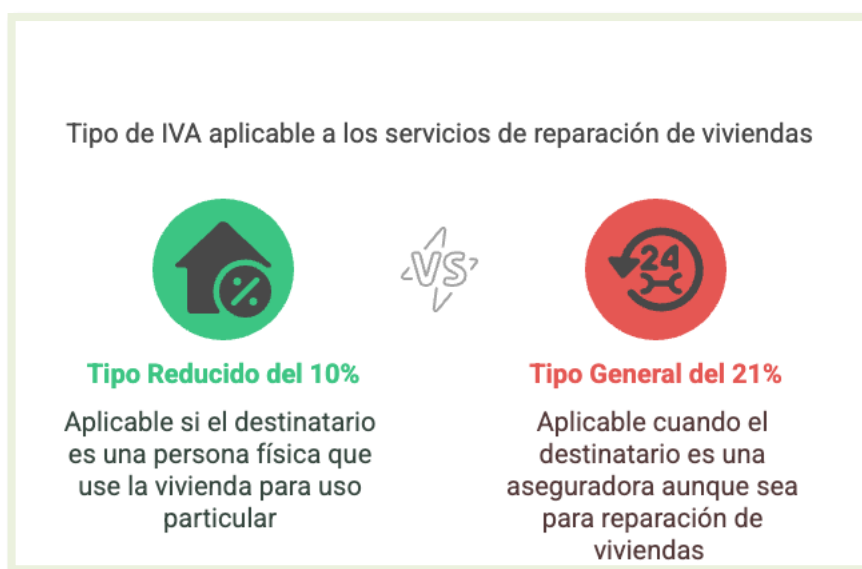 Tipo de IVA aplicable a los servicios de reparación de viviendas
VS
24
Tipo Reducido del 10%
Aplicable si el destinatario
es una persona física que
use la vivienda para uso
particular
Tipo General del 21%
Aplicable cuando el
destinatario es una
aseguradora aunque sea
para reparación de
viviendas